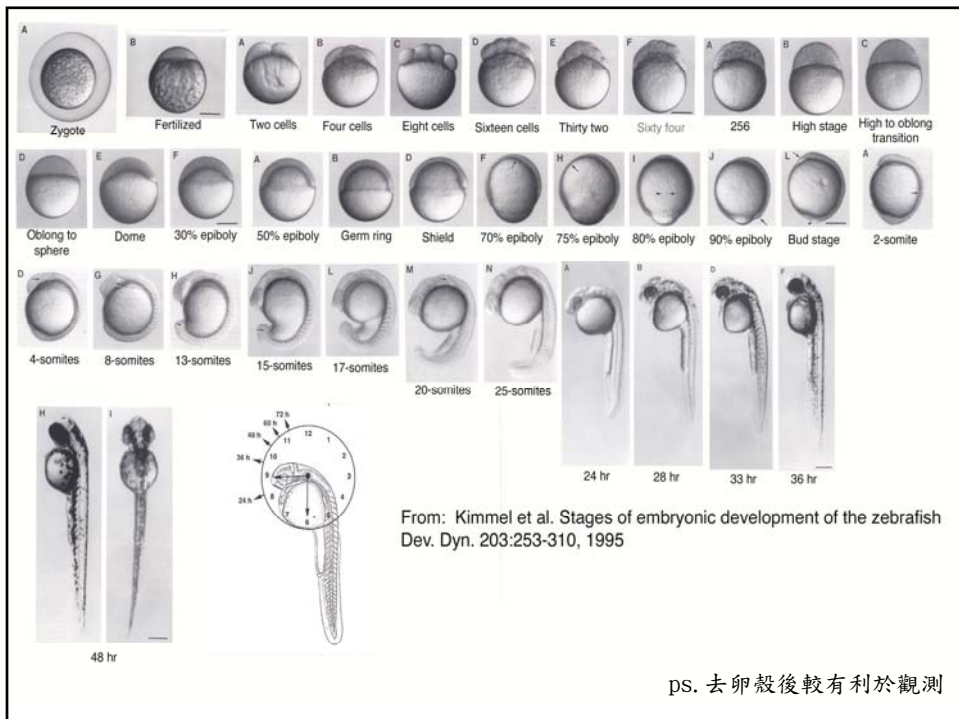 A B A B C D E F A B C
Zygote Fertilized Two cells Four cells Eight cells Sixteen cells Thirty two Sixty four 256 High stage High to oblong
transition
D E F A B D F H I J L A
Oblong to Dome 30% epiboly 50% epiboly Germ ring Shield 70% epiboly 75% epiboly 80% epiboly 90% epiboly Bud stage 2-somite
sphere
D G H J L M N A B D F
4-somites 8-somites 13-somites 15-somites 17-somites
20-somites 25-somites
24 hr 28 hr 33 hr 36 hr
H I
72 h
60 h
48 h
36 h
24 h
12 1 2 3 4 5 6 7 8 9 10 11
From: Kimmel et al. Stages of embryonic development of the zebrafish
Dev. Dyn. 203:253-310, 1995
48 hr
ps.去卵殼後較有利於觀測